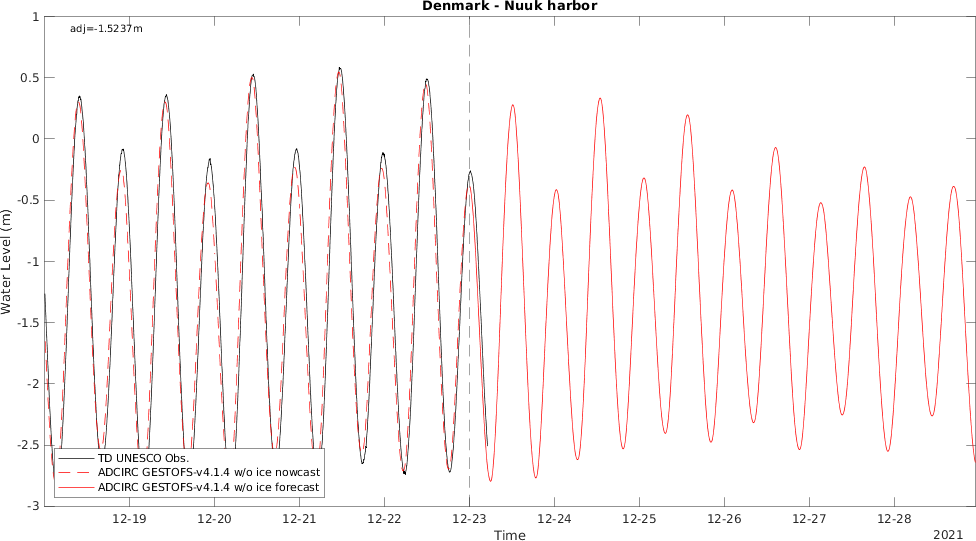 Denmark - Nuuk harbor
adj=-1.5237m
1
0.5
0
-0.5
-1
-1.5
-2
-2.5
-3
Water Level (m)
TD UNESCO Obs.
ADCIRC GESTOFS-v4.1.4 w/o ice nowcast
ADCIRC GESTOFS-v4.1.4 w/o ice forecast
12-19 12-20 12-21 12-22 12-23 12-24 12-25 12-26 12-27 12-28
Time
2021